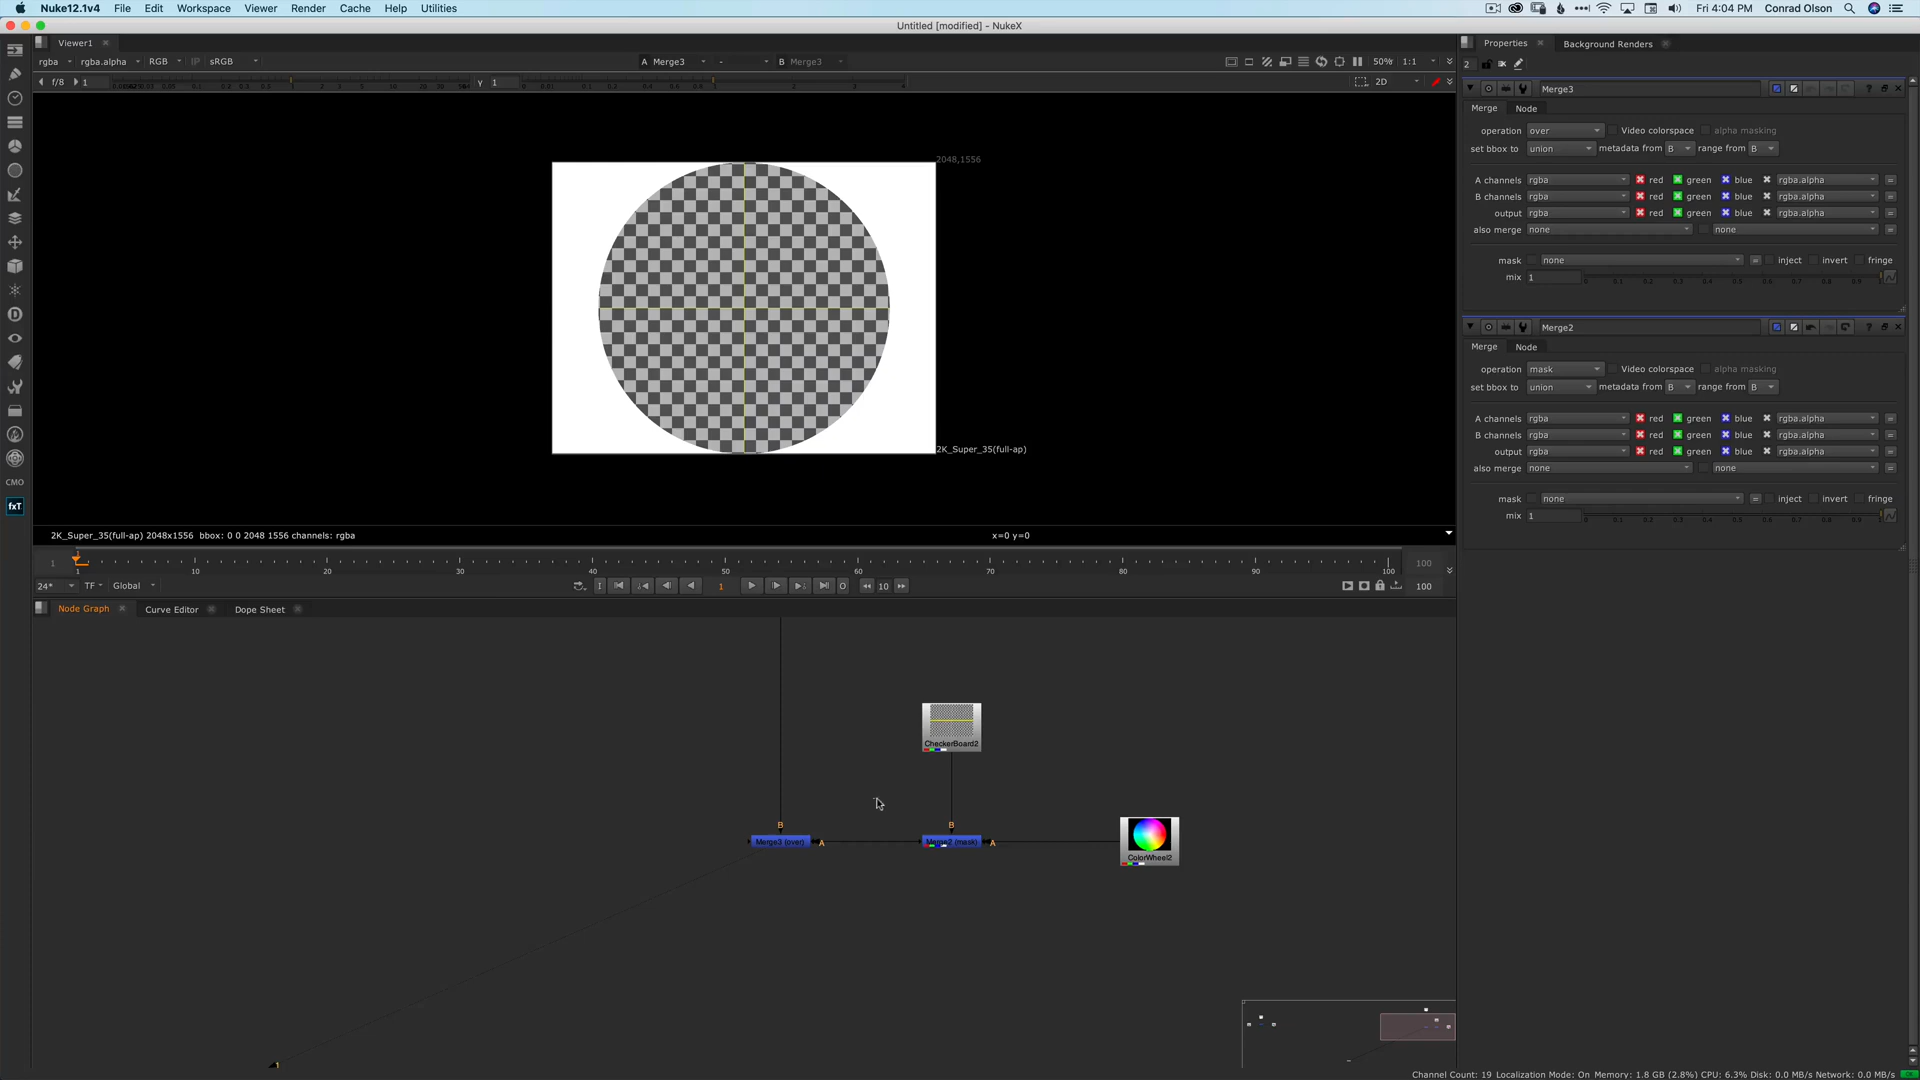 Nuke12.1v4 File Edit Workspace Viewer Render Cache Help Utilities
Fri 4:04 PM Conrad Olson
Untitled [modified] - NukeX
Viewer1
rgba rgba.alpha RGB IP sRGB A Merge3 - B Merge3 50% 1:1
f/8 1 γ 1 2D
2048,1556
2K_Super_35(full-ap)
2K_Super_35(full-ap) 2048x1556 bbox: 0 0 2048 1556 channels: rgba x=0 y=0
1 1 10 20 30 40 50 60 70 80 90 100 100
24* TF Global I 1 O 10 100
Node Graph Curve Editor Dope Sheet
CheckerBoard2
B B
Merge3 (over) A Merge2 (mask) A
ColorWheel2
1
CMO
fxT
Properties Background Renders
2
Merge3
Merge Node
operation over Video colorspace alpha masking
set bbox to union metadata from B range from B
A channels rgba red green blue rgba.alpha =
B channels rgba red green blue rgba.alpha =
output rgba red green blue rgba.alpha =
also merge none none =
mask none = inject invert fringe
mix 1
Merge2
Merge Node
operation mask Video colorspace alpha masking
set bbox to union metadata from B range from B
A channels rgba red green blue rgba.alpha =
B channels rgba red green blue rgba.alpha =
output rgba red green blue rgba.alpha =
also merge none none =
mask none = inject invert fringe
mix 1
Channel Count: 19 Localization Mode: On Memory: 1.8 GB (2.8%) CPU: 6.3% Disk: 0.0 MB/s Network: 0.0 MB/s